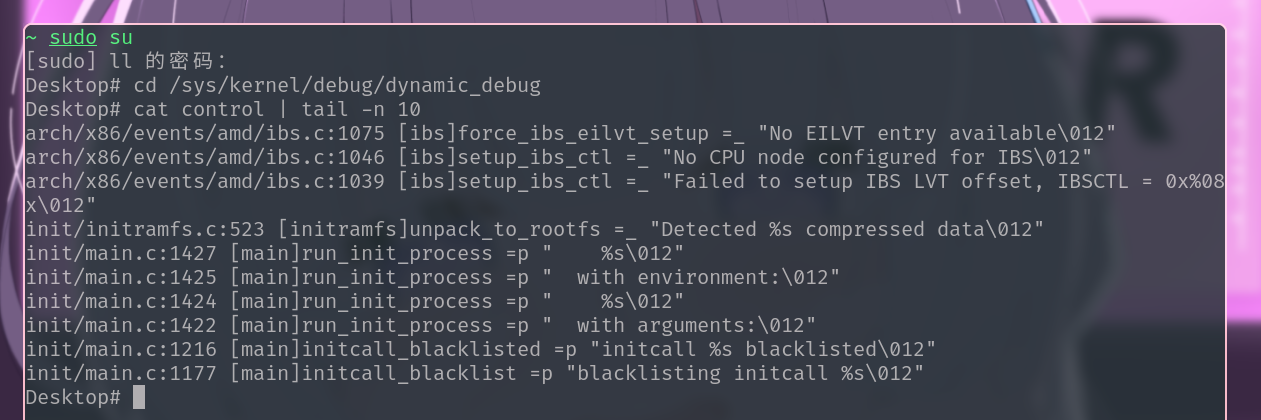 R
~ sudo su
[sudo] ll 的密码：
Desktop# cd /sys/kernel/debug/dynamic_debug
Desktop# cat control | tail -n 10
arch/x86/events/amd/ibs.c:1075 [ibs]force_ibs_eilvt_setup =_ "No EILVT entry available\012"
arch/x86/events/amd/ibs.c:1046 [ibs]setup_ibs_ctl =_ "No CPU node configured for IBS\012"
arch/x86/events/amd/ibs.c:1039 [ibs]setup_ibs_ctl =_ "Failed to setup IBS LVT offset, IBSCTL = 0x%08
x\012"
init/initramfs.c:523 [initramfs]unpack_to_rootfs =_ "Detected %s compressed data\012"
init/main.c:1427 [main]run_init_process =p "    %s\012"
init/main.c:1425 [main]run_init_process =p "  with environment:\012"
init/main.c:1424 [main]run_init_process =p "    %s\012"
init/main.c:1422 [main]run_init_process =p "  with arguments:\012"
init/main.c:1216 [main]initcall_blacklisted =p "initcall %s blacklisted\012"
init/main.c:1177 [main]initcall_blacklist =p "blacklisting initcall %s\012"
Desktop#